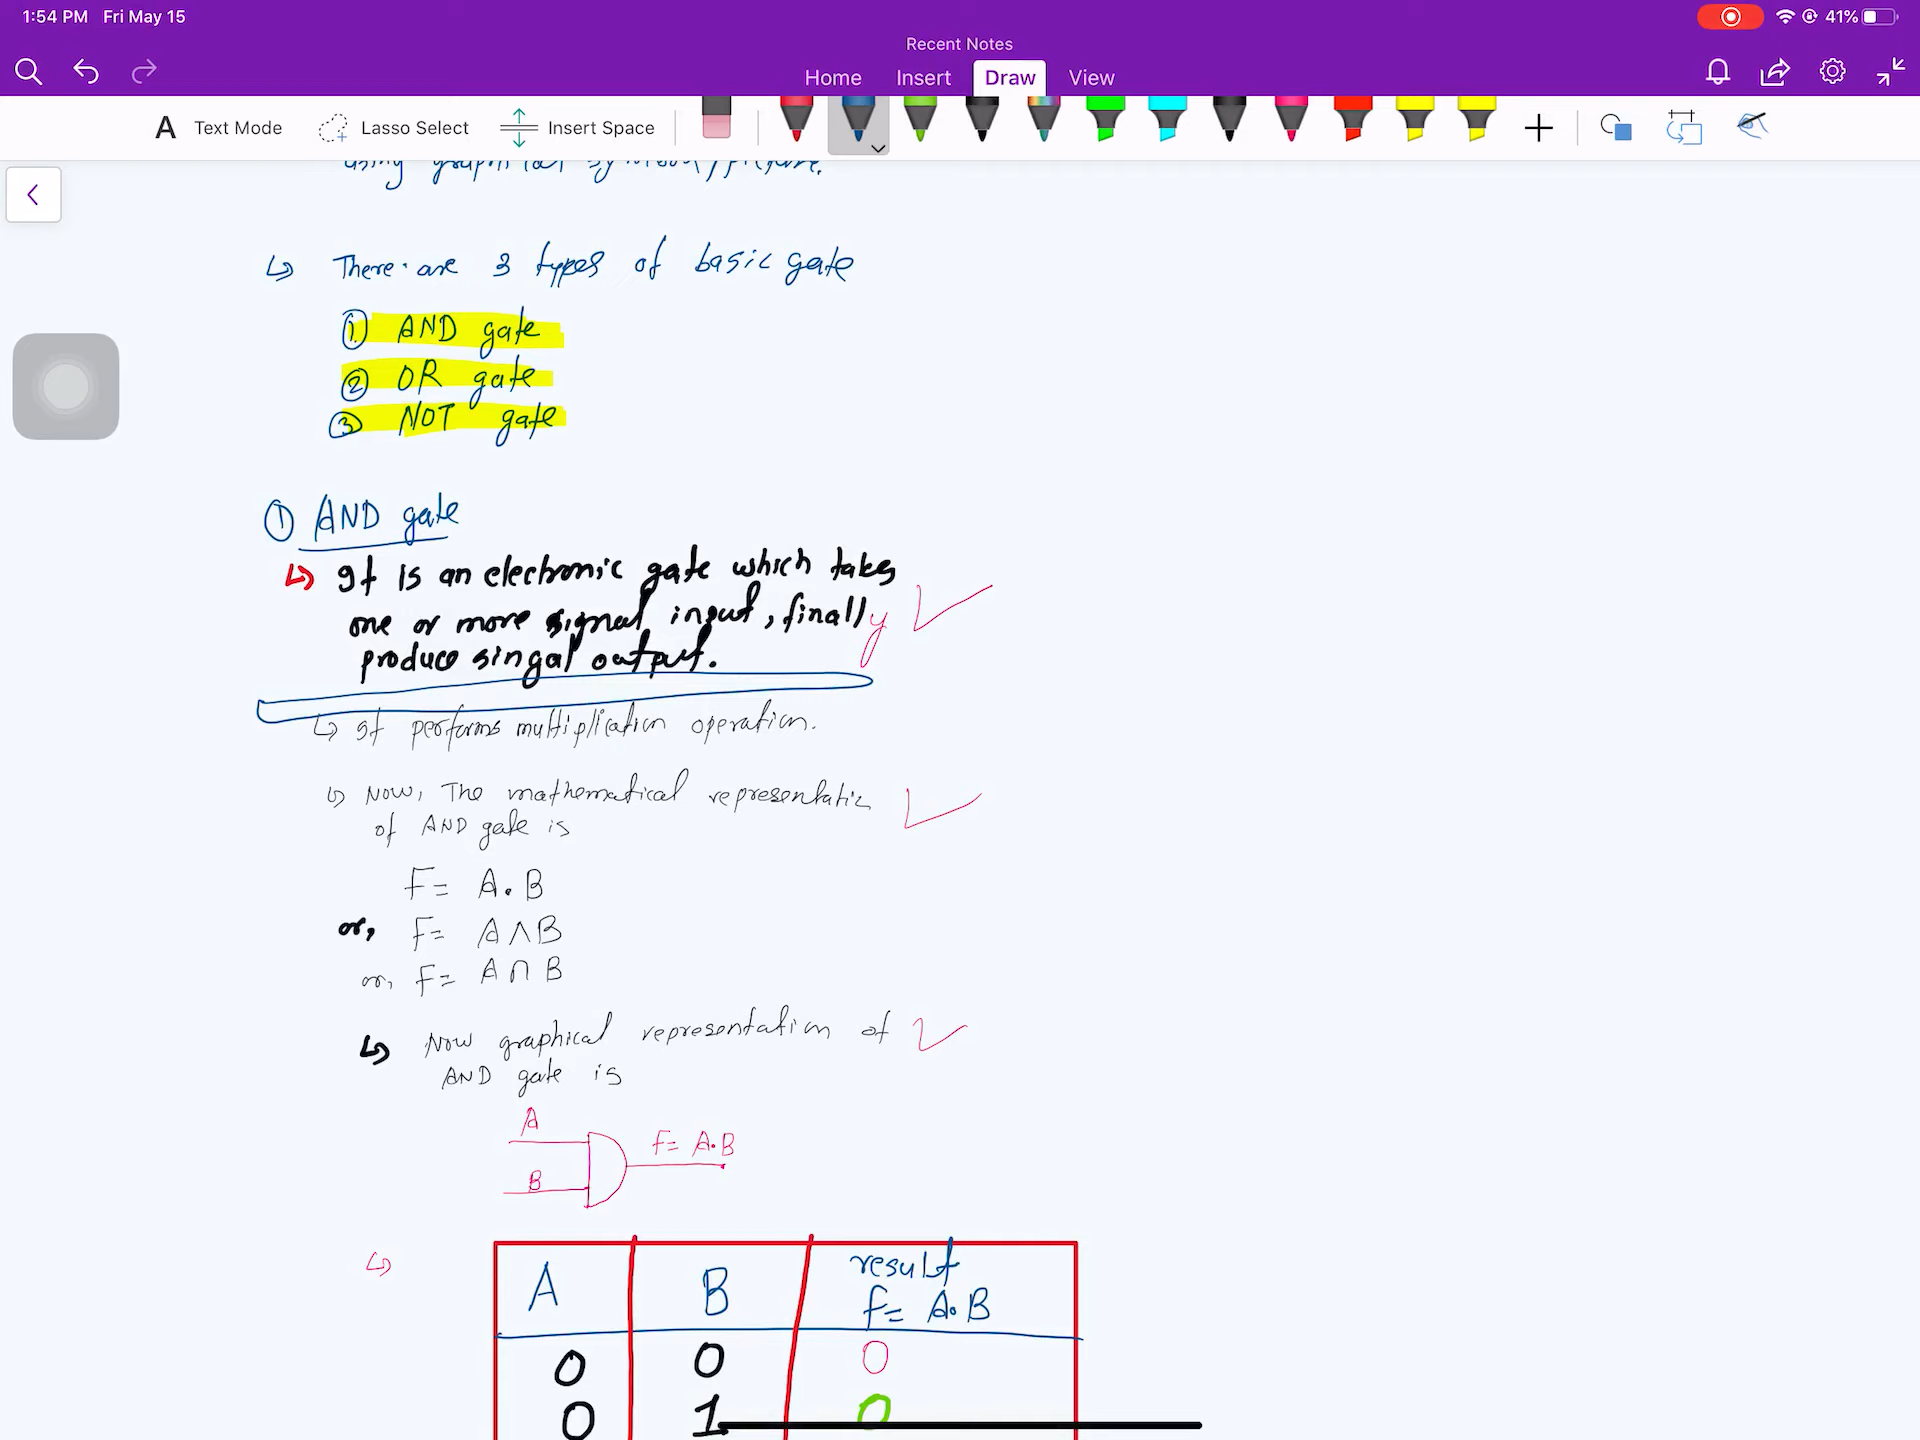 1:54 PM Fri May 15
41%
Recent Notes
Home Insert Draw View
Text Mode Lasso Select Insert Space
using graphical symbols/picture.
↳ There are 3 types of basic gate
① AND gate
② OR gate
③ NOT gate
① AND gate
↳ It is an electronic gate which takes
one or more signal input, finally
produce singal output.
↳ It performs multiplication operation.
↳ Now, The mathematical representatic
of AND gate is
F= A.B
or, F= A∧B
or, F= A∩B
↳ Now graphical representation of
AND gate is
A
F= A.B
B
↳
A B result
f= A.B
0 0 0
0 1 0